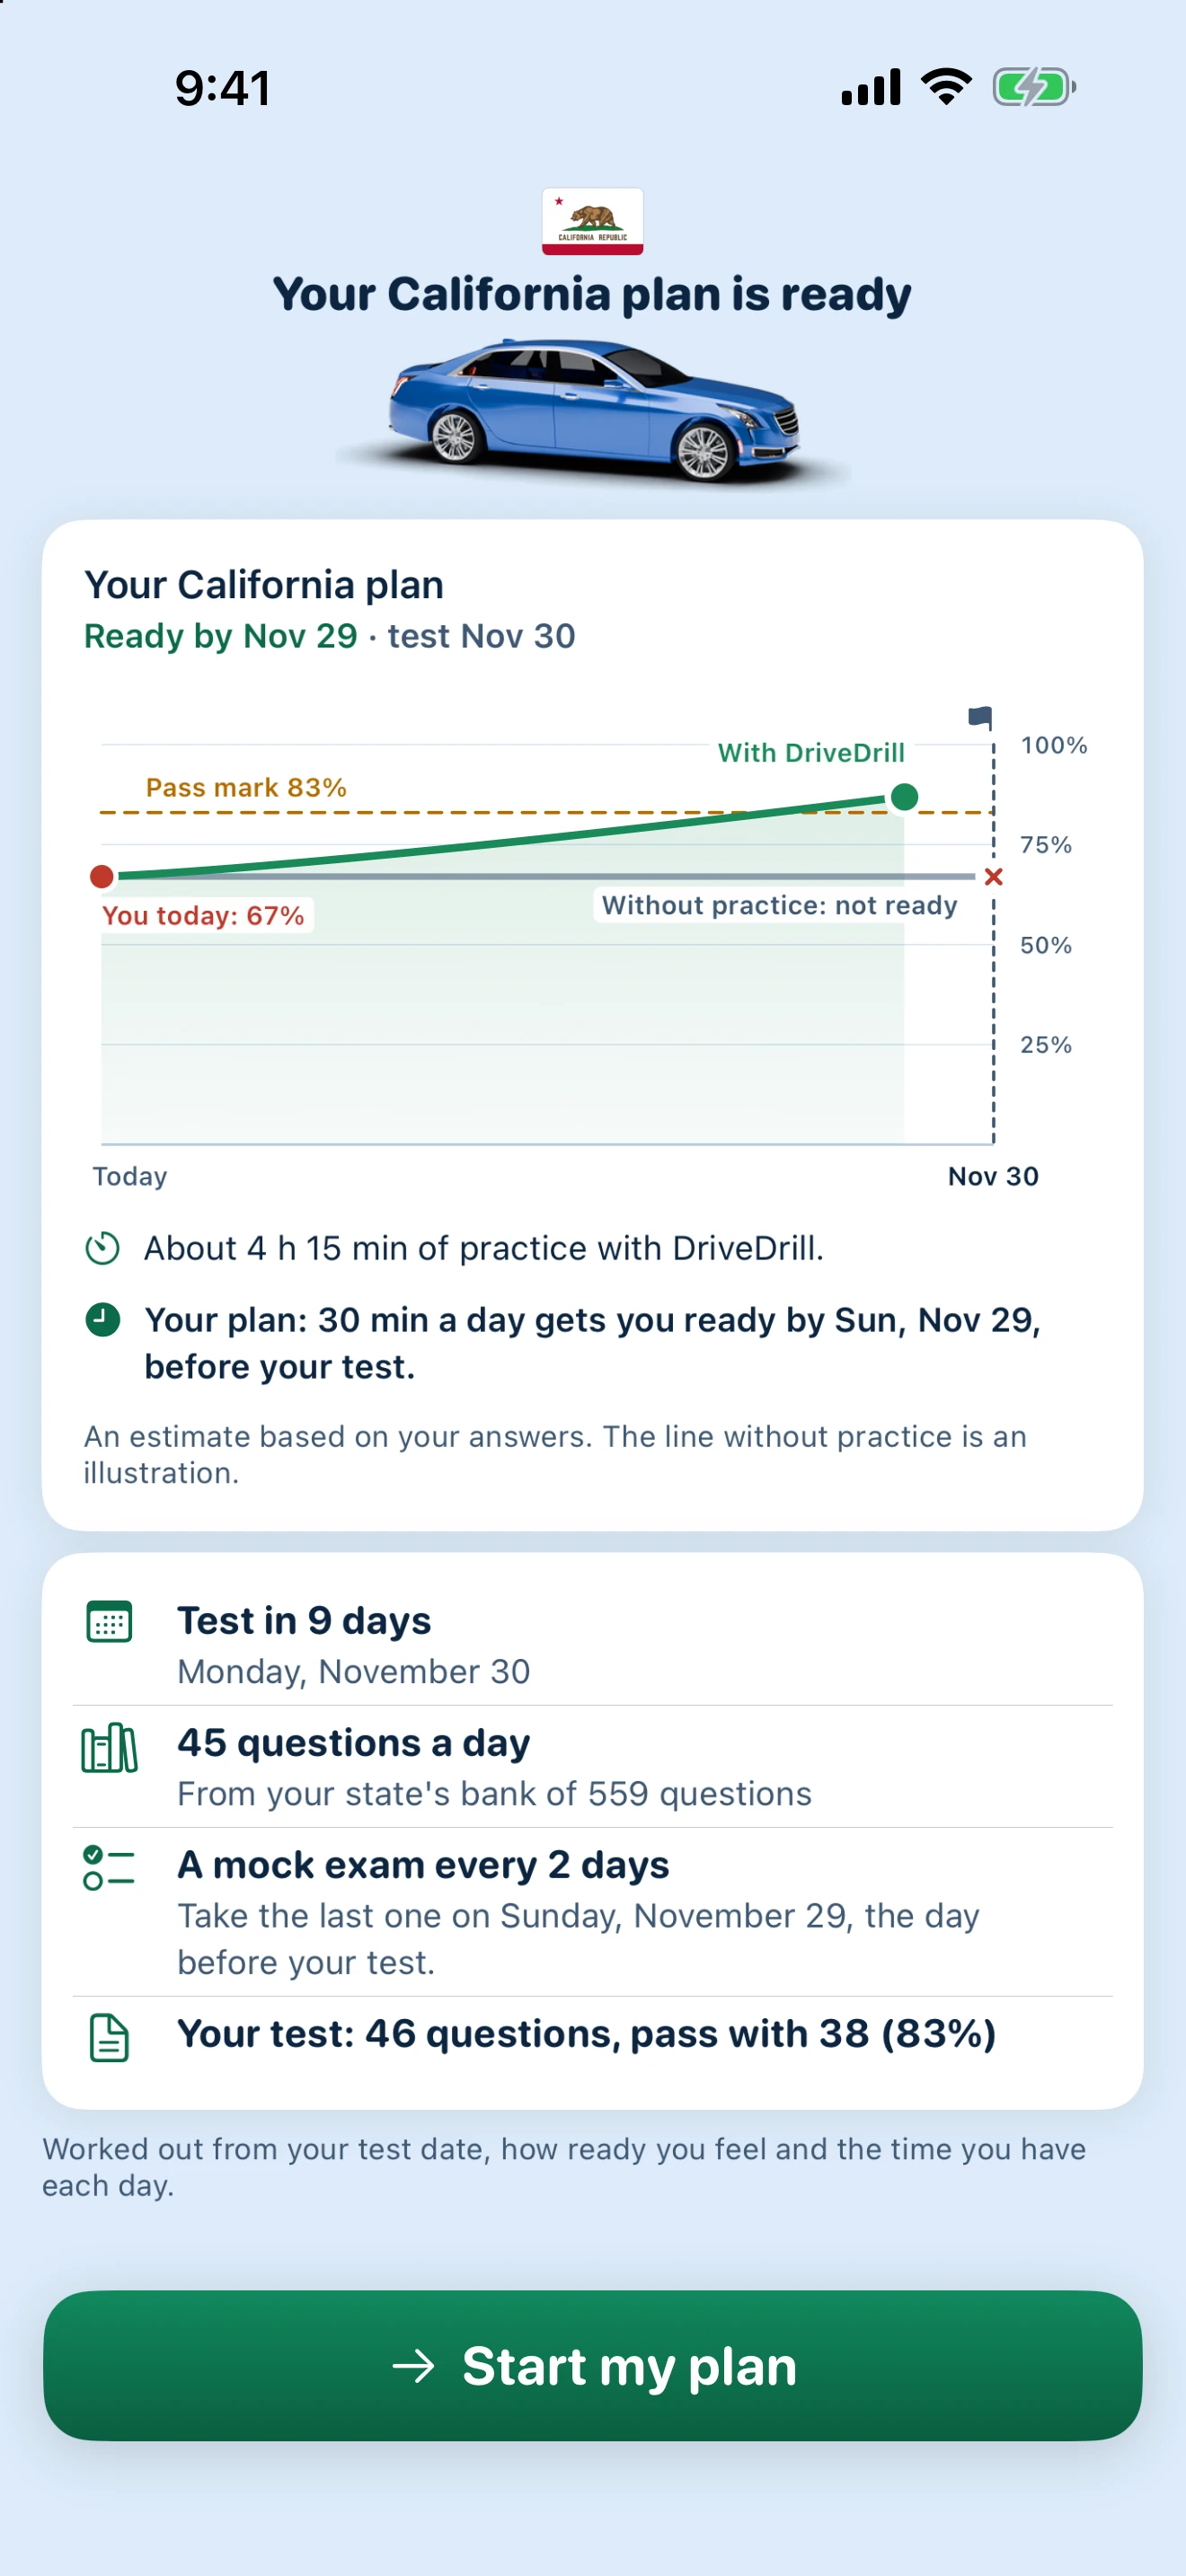 9:41
CALIFORNIA REPUBLIC
Your California plan is ready
Your California plan
Ready by Nov 29 · test Nov 30
100%
With DriveDrill
Pass mark 83%
75%
You today: 67%
Without practice: not ready
50%
25%
Today
Nov 30
About 4 h 15 min of practice with DriveDrill.
Your plan: 30 min a day gets you ready by Sun, Nov 29,
before your test.
An estimate based on your answers. The line without practice is an
illustration.
Test in 9 days
Monday, November 30
45 questions a day
From your state's bank of 559 questions
A mock exam every 2 days
Take the last one on Sunday, November 29, the day
before your test.
Your test: 46 questions, pass with 38 (83%)
Worked out from your test date, how ready you feel and the time you have
each day.
→ Start my plan